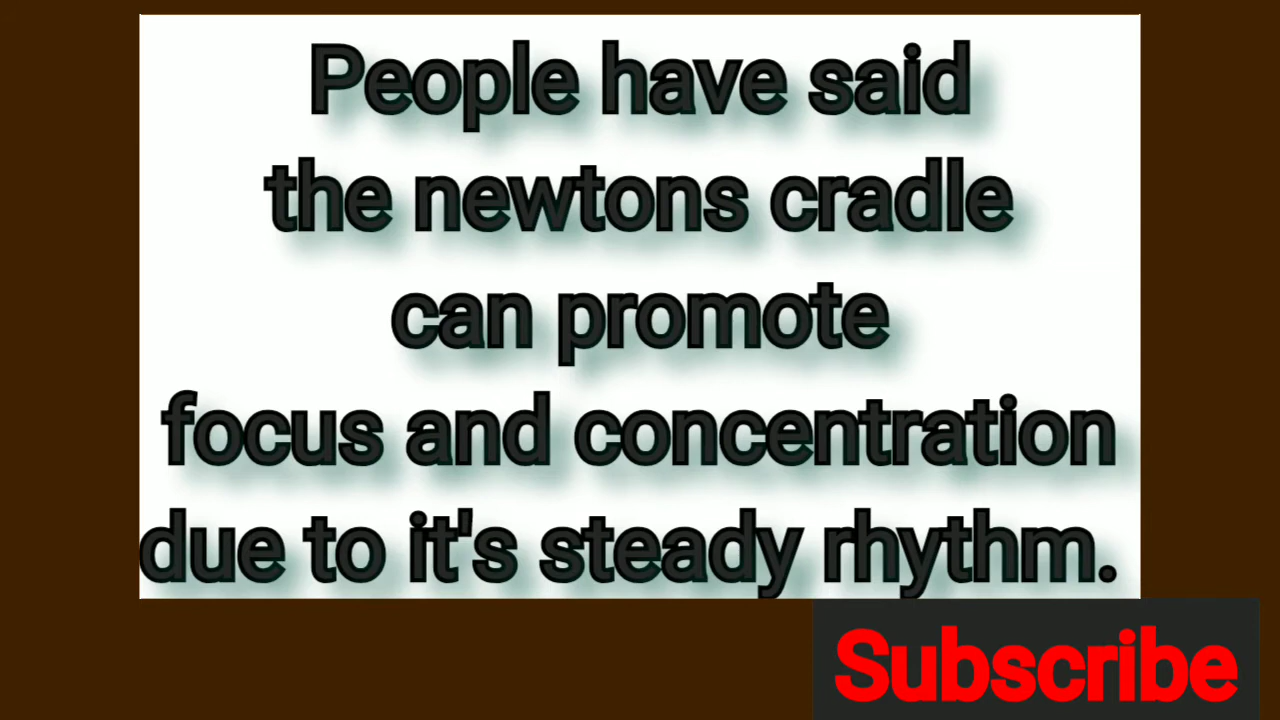 People have said
the newtons cradle
can promote
focus and concentration
due to it's steady rhythm.
Subscribe